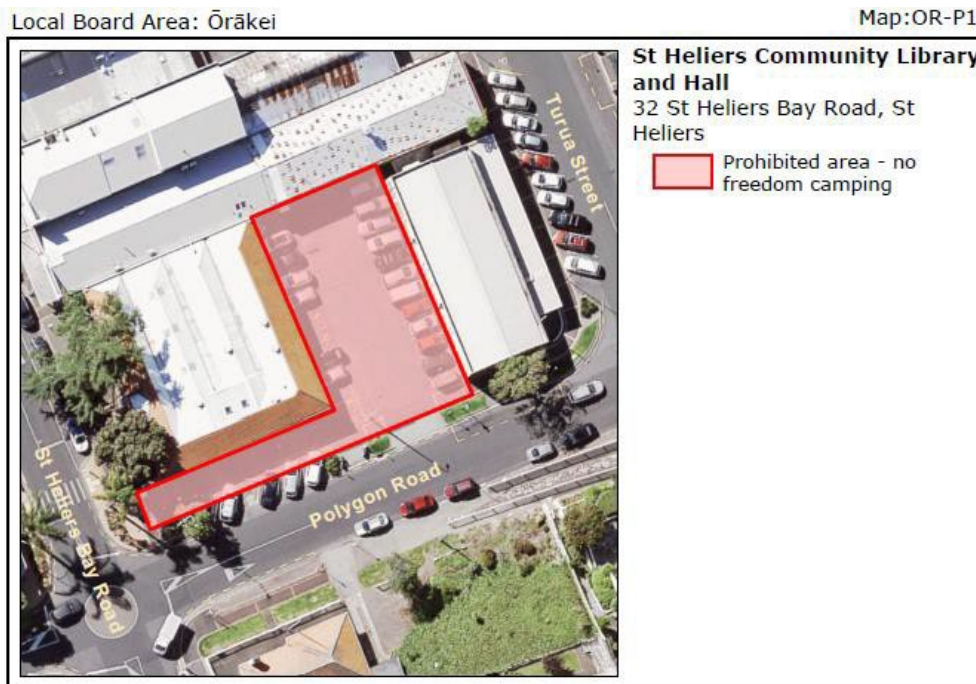 Local Board Area: Ōrākei
Map:OR-P1
St Heliers Community Library
and Hall
32 St Heliers Bay Road, St
Heliers
Prohibited area - no
freedom camping
Turua Street
Polygon Road
St Heliers Bay Road